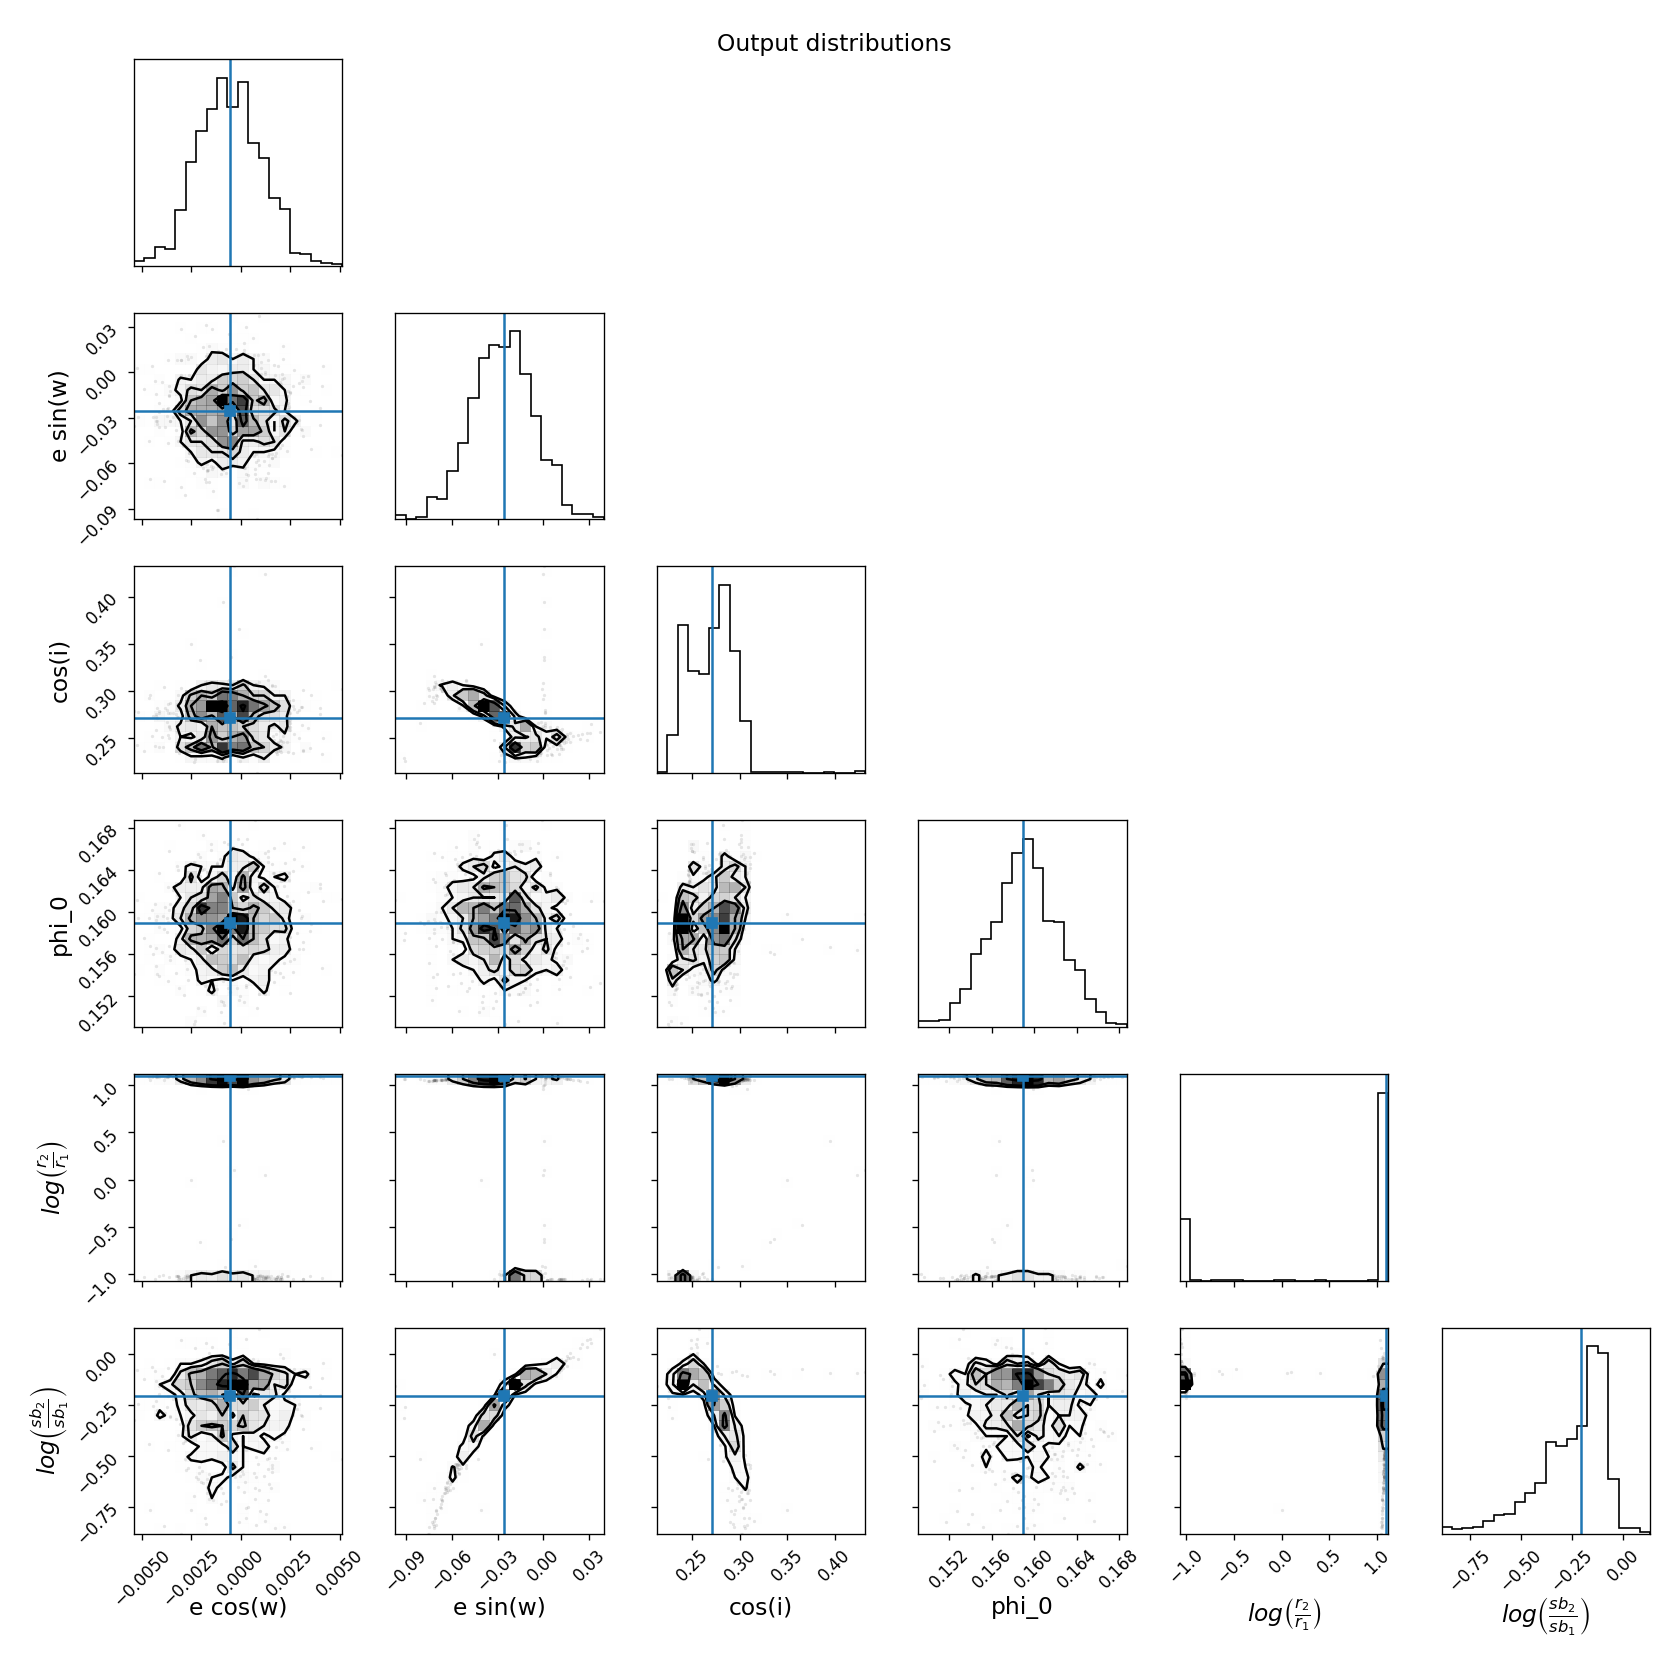 Output distributions
e sin(w)
0.03
0.00
−0.03
−0.06
−0.09
cos(i)
0.40
0.35
0.30
0.25
phi_0
0.168
0.164
0.160
0.156
0.152
log(r2/r1)
1.0
0.5
0.0
−0.5
−1.0
log(sb2/sb1)
0.00
−0.25
−0.50
−0.75
−0.0050 −0.0025 0.0000 0.0025 0.0050
−0.09 −0.06 −0.03 0.00 0.03
0.25 0.30 0.35 0.40
0.152 0.156 0.160 0.164 0.168
−1.0 −0.5 0.0 0.5 1.0
−0.75 −0.50 −0.25 0.00
e cos(w)
e sin(w)
cos(i)
phi_0
log(r2/r1)
log(sb2/sb1)